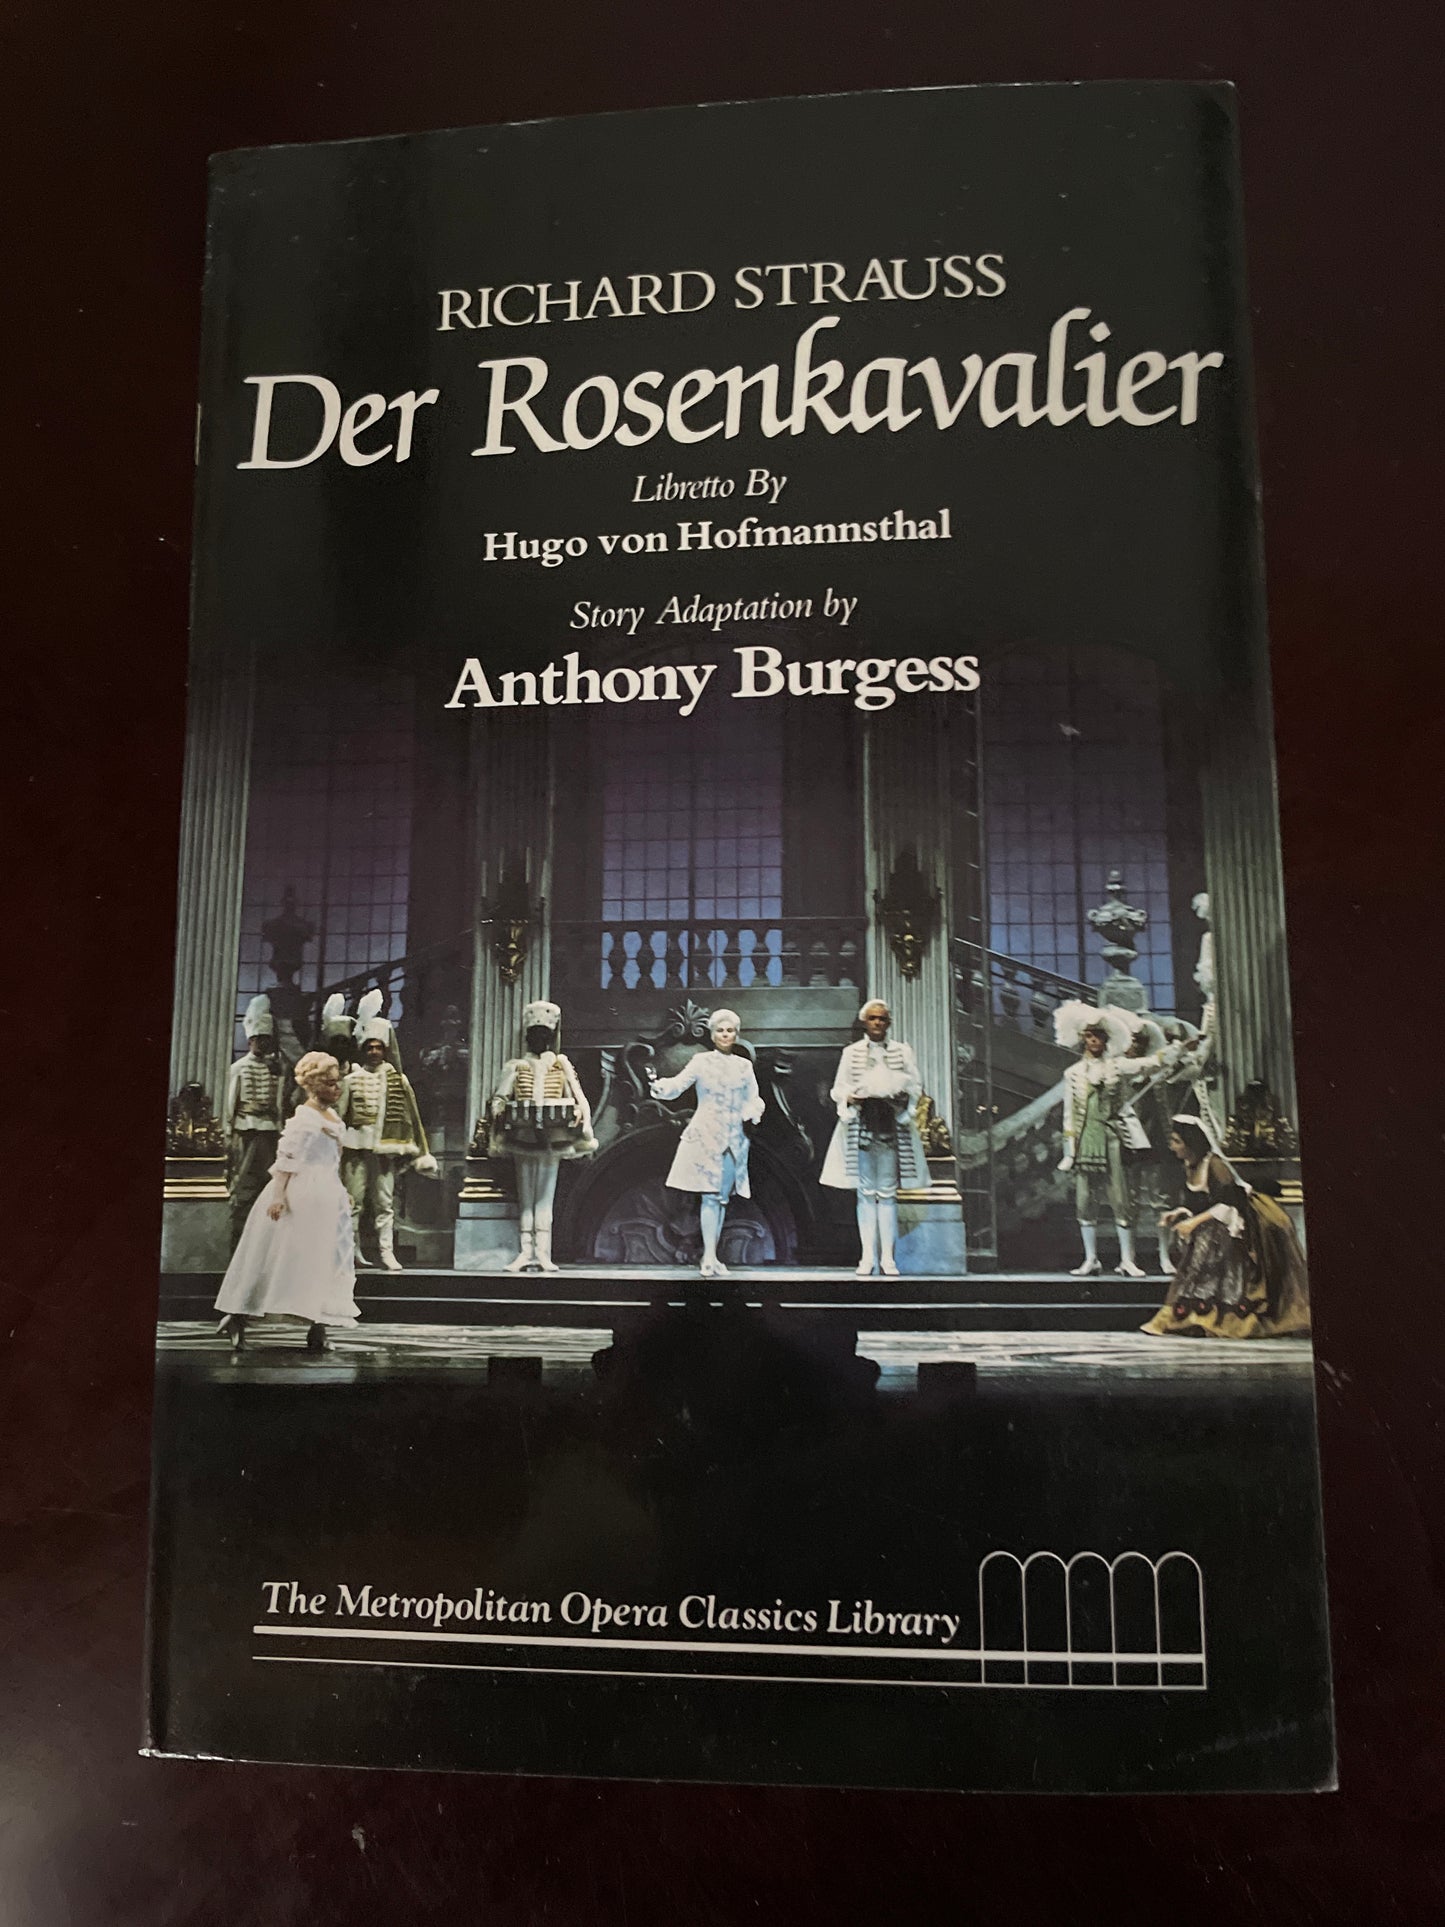 RICHARD STRAUSS
Der Rosenkavalier
Libretto By
Hugo von Hofmannsthal
Story Adaptation by
Anthony Burgess
The Metropolitan Opera Classics Library